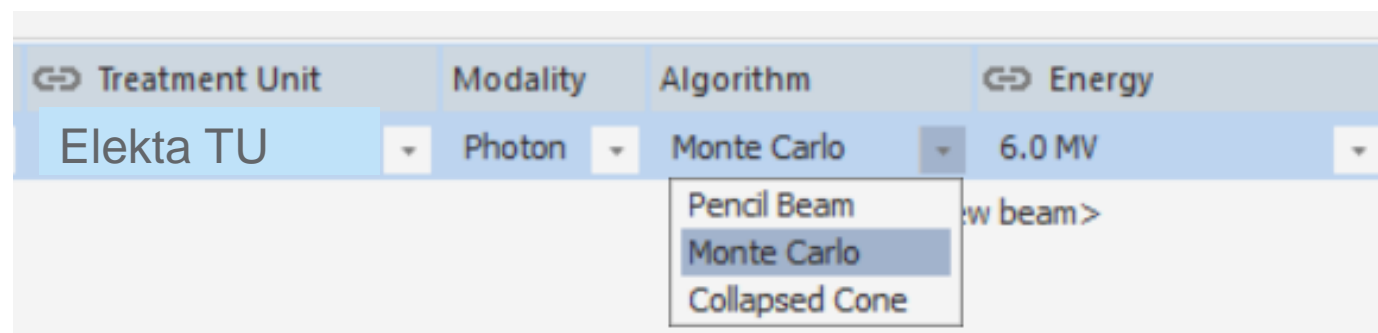 Treatment Unit Modality Algorithm Energy
Elekta TU Photon Monte Carlo 6.0 MV
Pencil Beam
beam>
Monte Carlo
Collapsed Cone